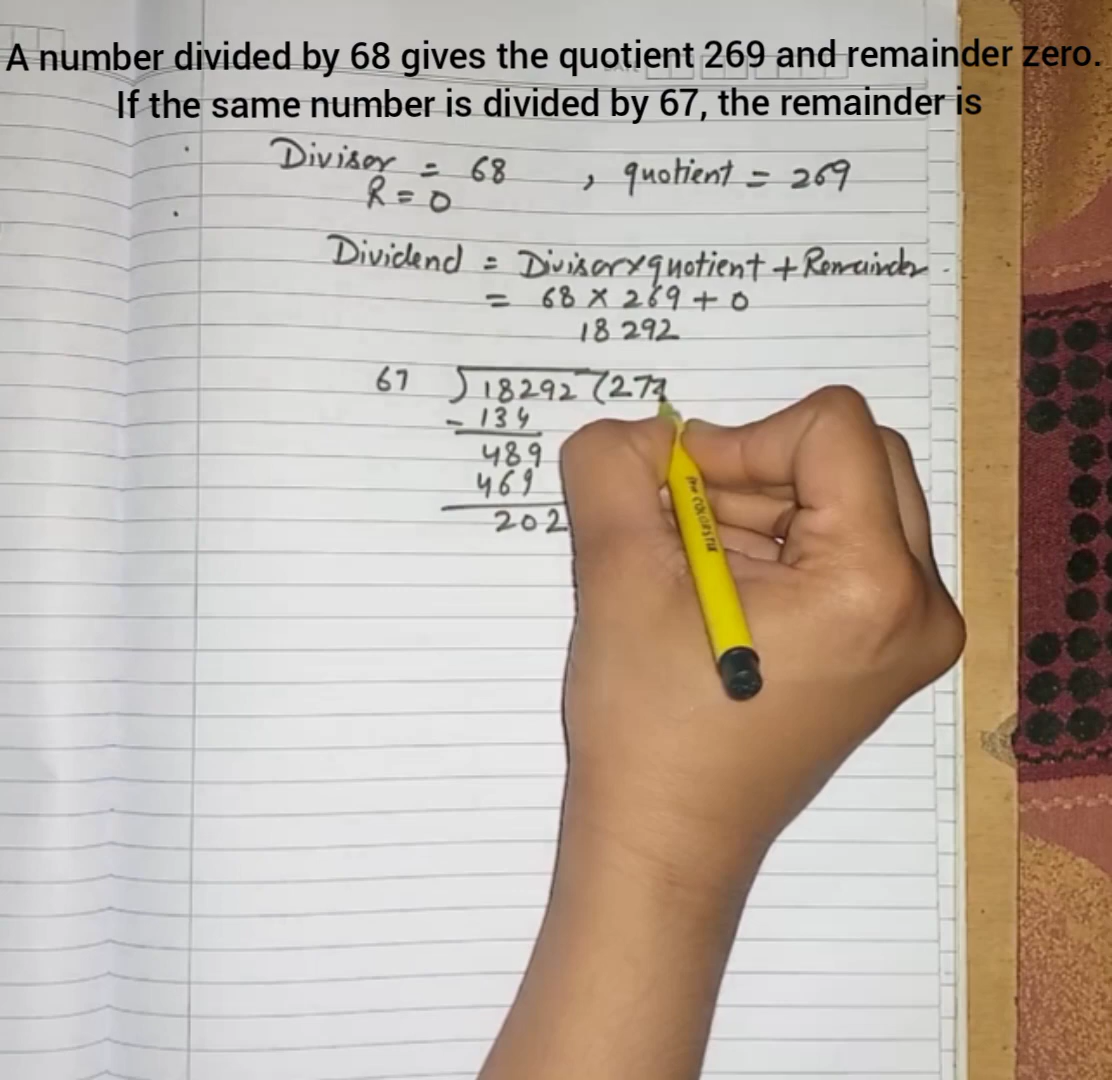 A number divided by 68 gives the quotient 269 and remainder zero.
If the same number is divided by 67, the remainder is
Divisor = 68 , quotient = 269
R = 0
Dividend = Divisor x quotient + Remainder
= 68 x 269 + 0
18292
67 ) 18292 ( 27
- 134
489
469
202